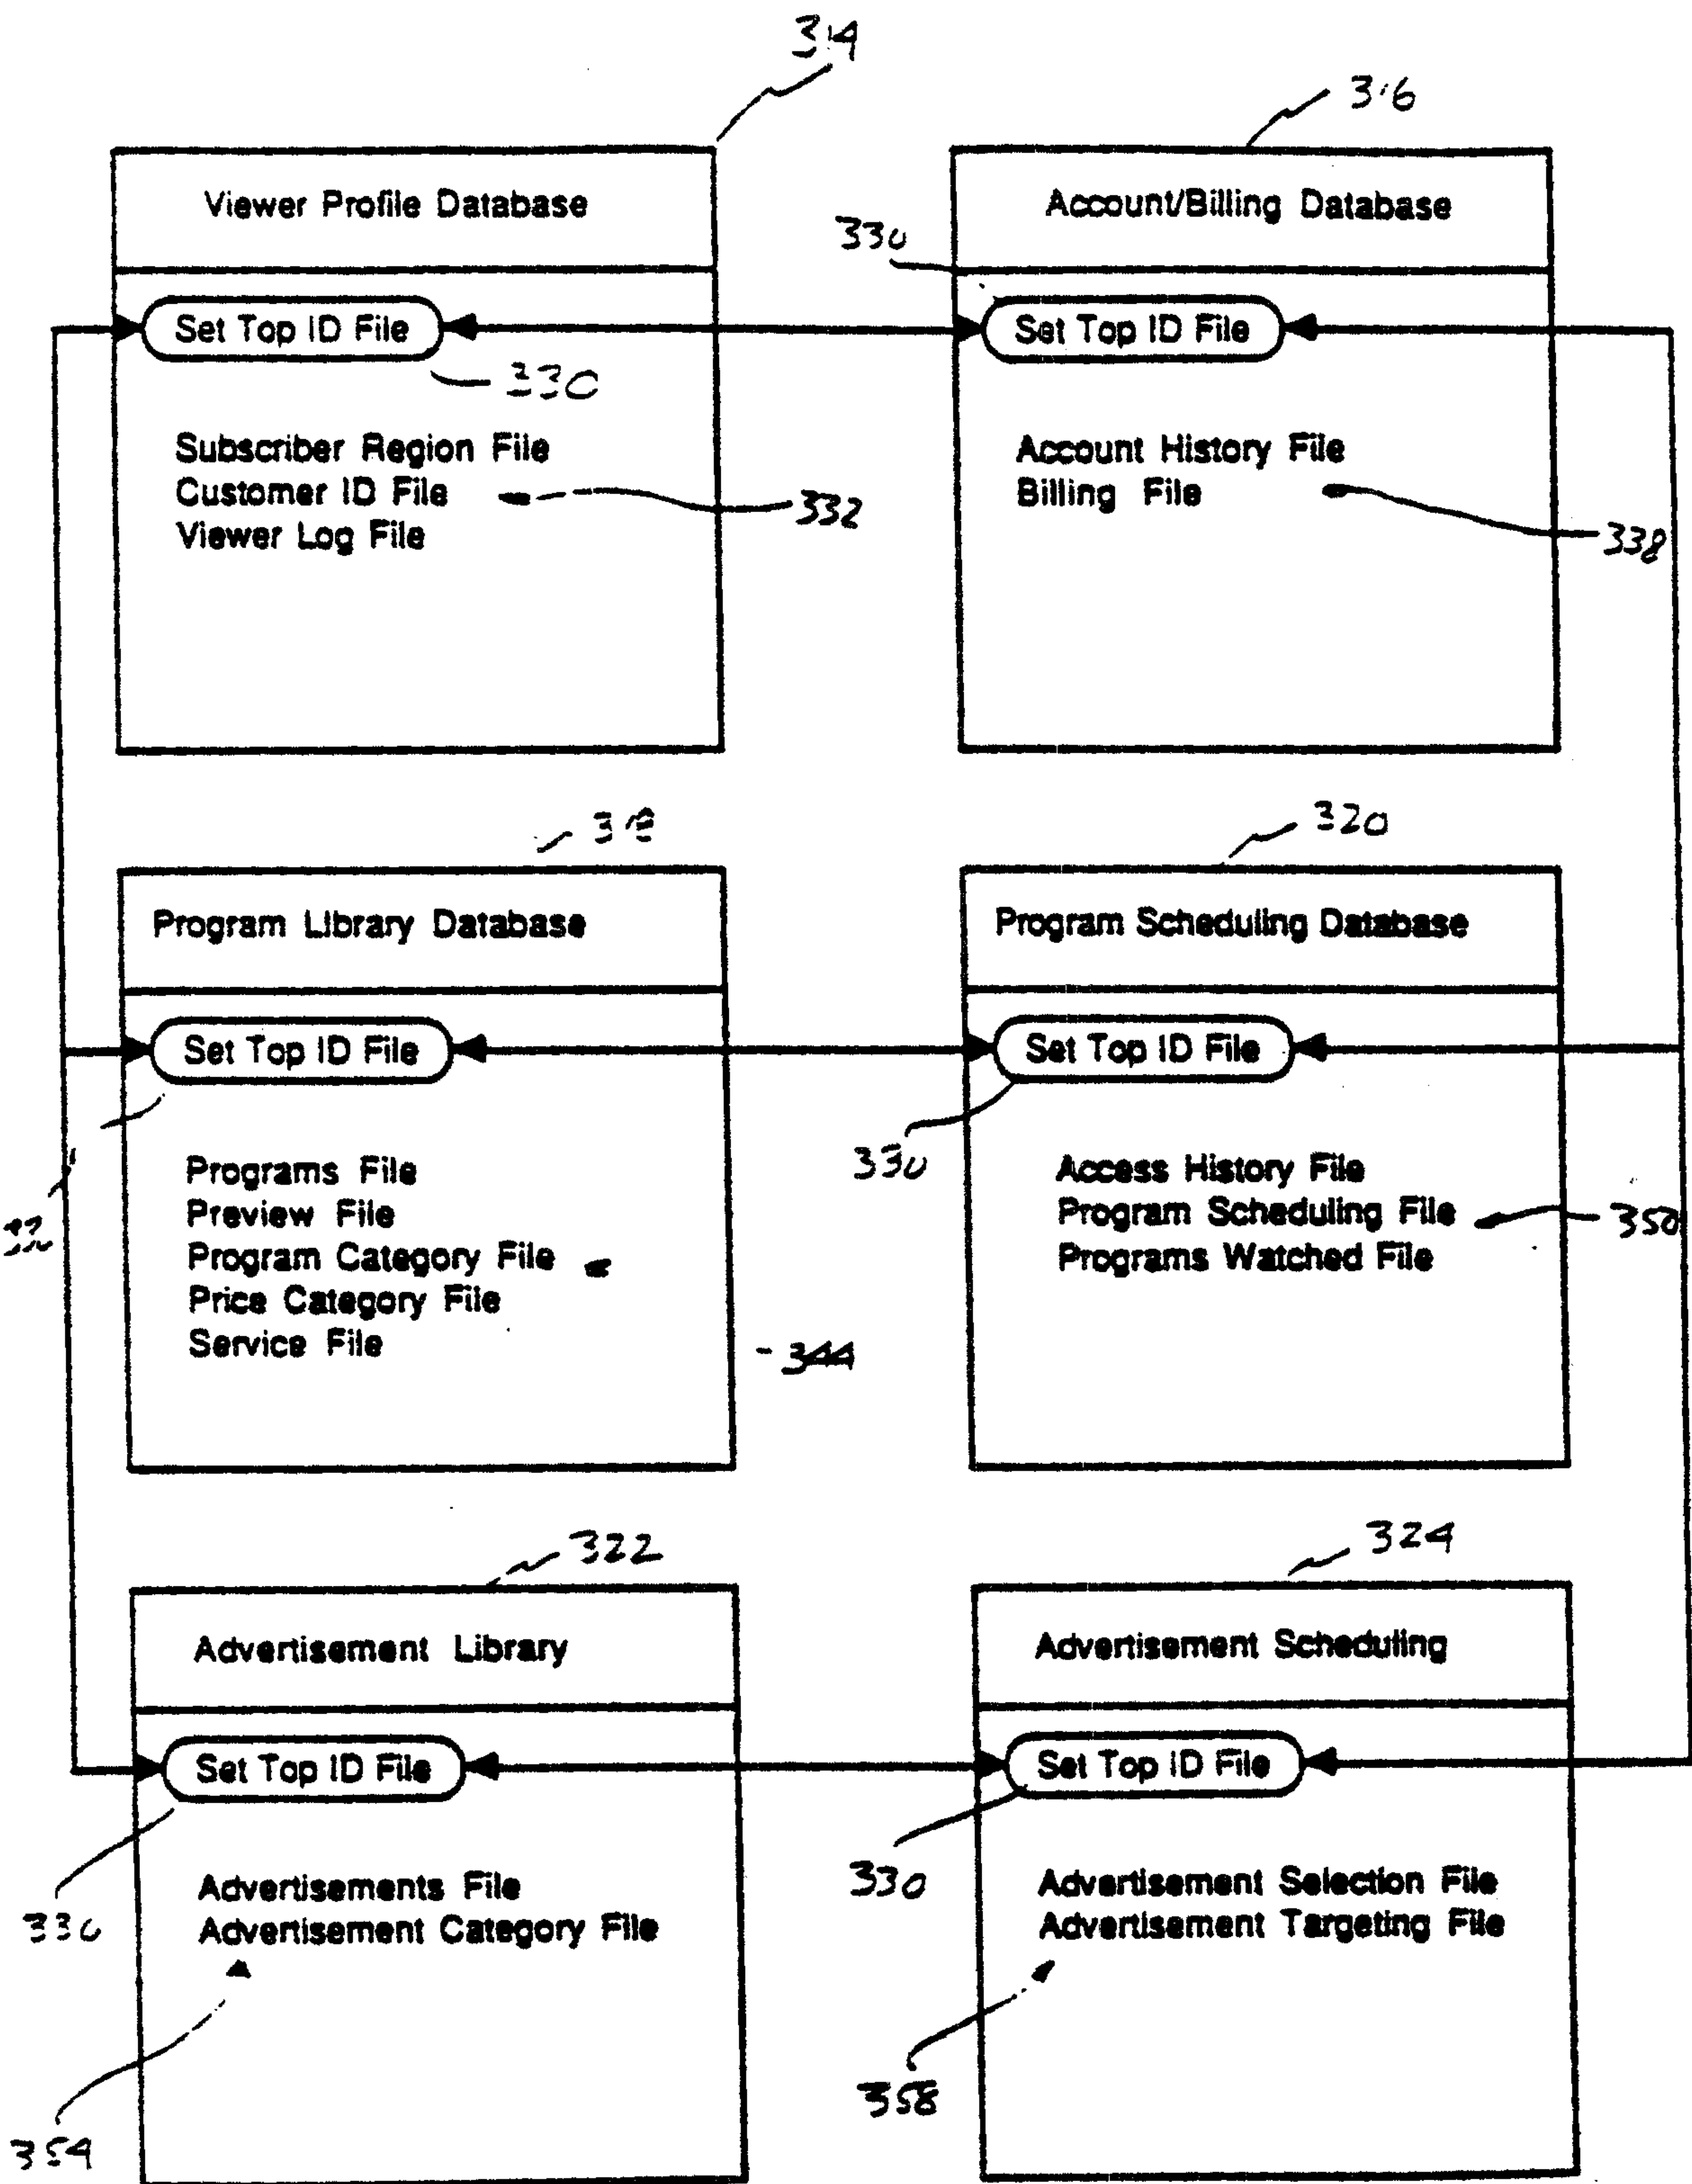 314
316
Viewer Profile Database
Account/Billing Database
330
Set Top ID File
Set Top ID File
330
Subscriber Region File
Customer ID File
Viewer Log File
332
Account History File
Billing File
338
318
320
Program Library Database
Program Scheduling Database
Set Top ID File
Set Top ID File
330
Programs File
Preview File
Program Category File
Price Category File
Service File
344
Access History File
Program Scheduling File
Programs Watched File
350
322
324
Advertisement Library
Advertisement Scheduling
Set Top ID File
Set Top ID File
330
330
Advertisements File
Advertisement Category File
Advertisement Selection File
Advertisement Targeting File
354
358